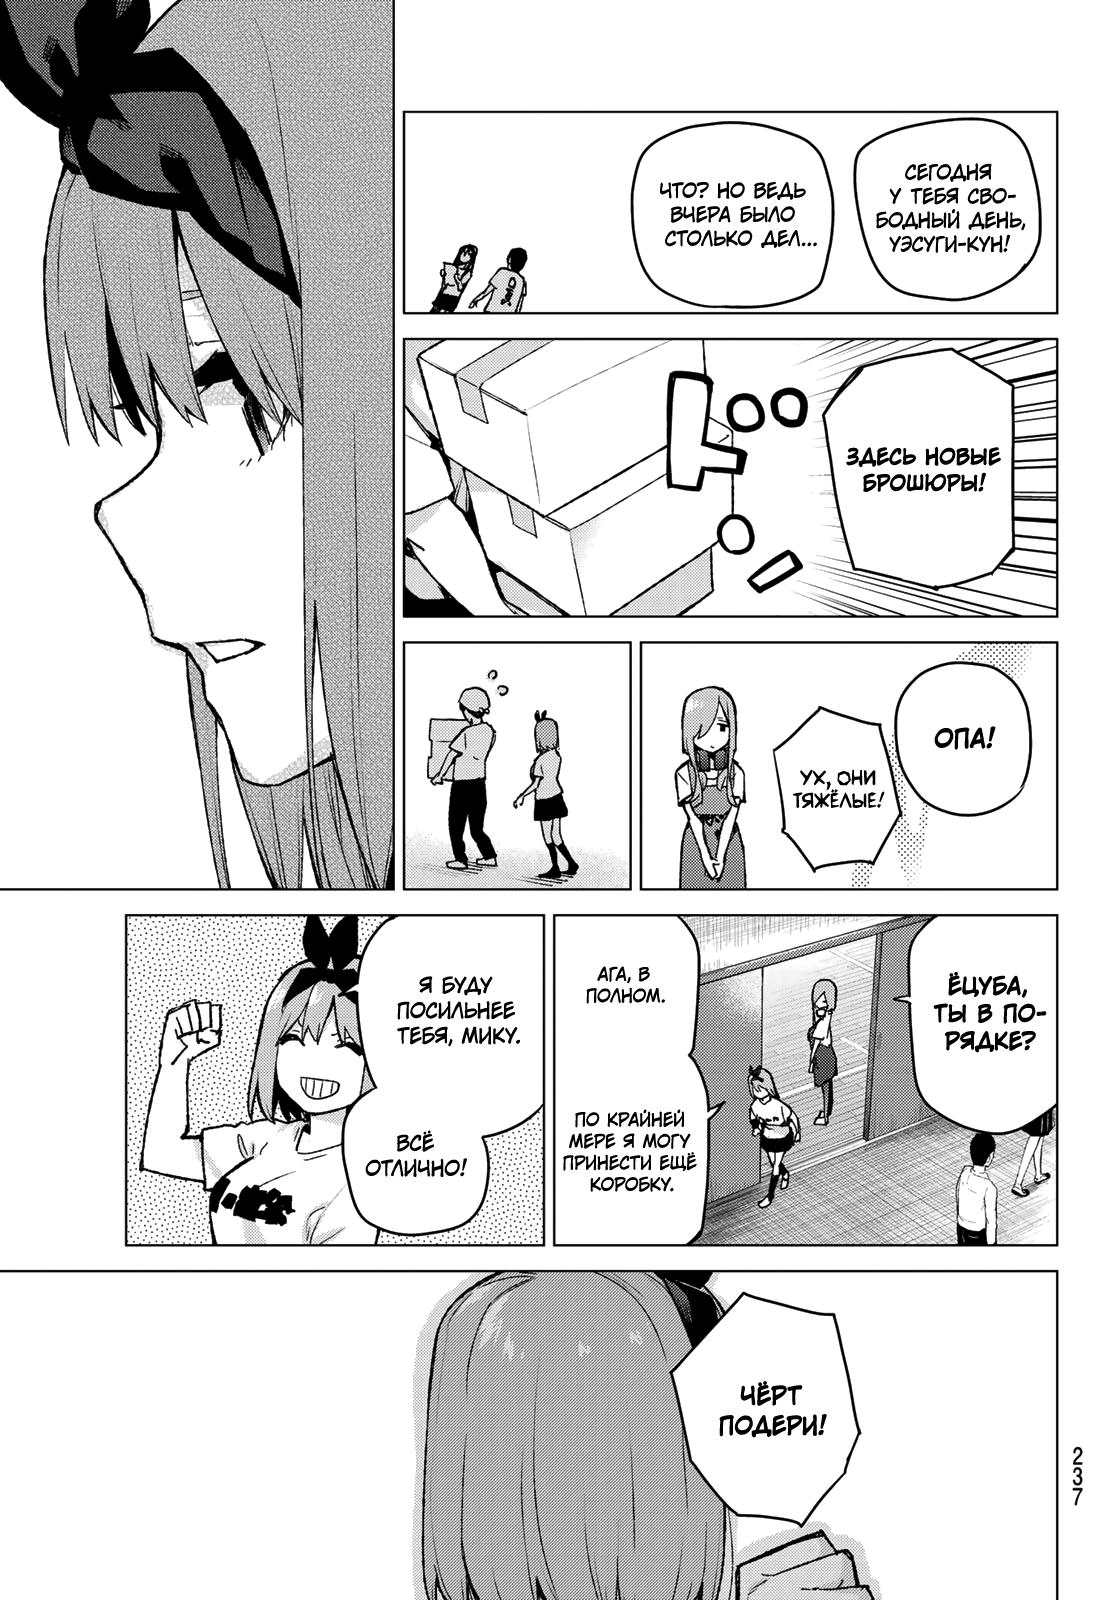 СЕГОДНЯ
У ТЕБЯ СВО-
БОДНЫЙ ДЕНЬ,
УЭСУГИ-КУН!
ЧТО? НО ВЕДЬ
ВЧЕРА БЫЛО
СТОЛЬКО ДЕЛ...
ЗДЕСЬ НОВЫЕ
БРОШЮРЫ!
ド
ОПА!
УХ, ОНИ
ТЯЖЁЛЫЕ!
ЁЦУБА,
ТЫ В ПО-
РЯДКЕ?
АГА, В
ПОЛНОМ.
ПО КРАЙНЕЙ
МЕРЕ Я МОГУ
ПРИНЕСТИ ЕЩЁ
КОРОБКУ.
Я БУДУ
ПОСИЛЬНЕЕ
ТЕБЯ, МИКУ.
ВСЁ
ОТЛИЧНО!
ЧЁРТ
ПОДЕРИ!
237